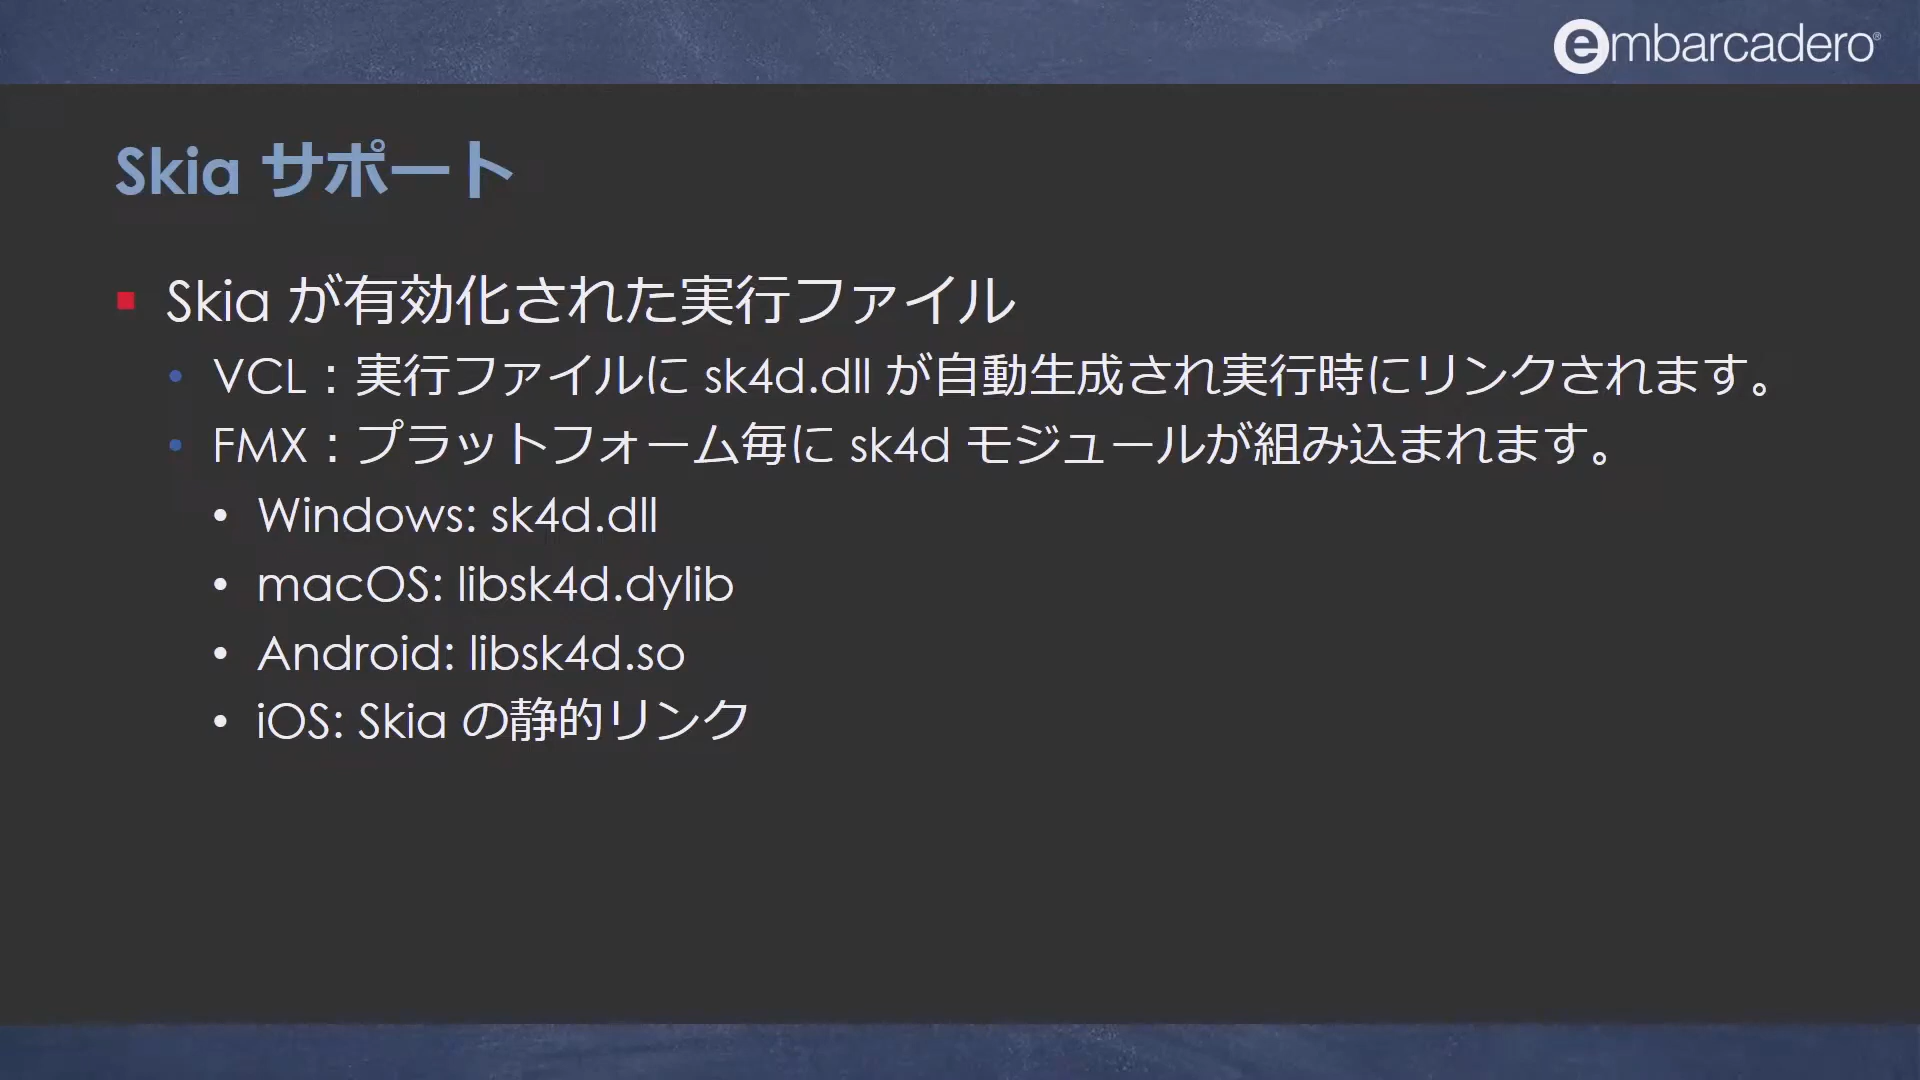 embarcadero®
Skia サポート
Skia が有効化された実行ファイル
VCL：実行ファイルに sk4d.dll が自動生成され実行時にリンクされます。
FMX：プラットフォーム毎に sk4d モジュールが組み込まれます。
Windows: sk4d.dll
macOS: libsk4d.dylib
Android: libsk4d.so
iOS: Skia の静的リンク